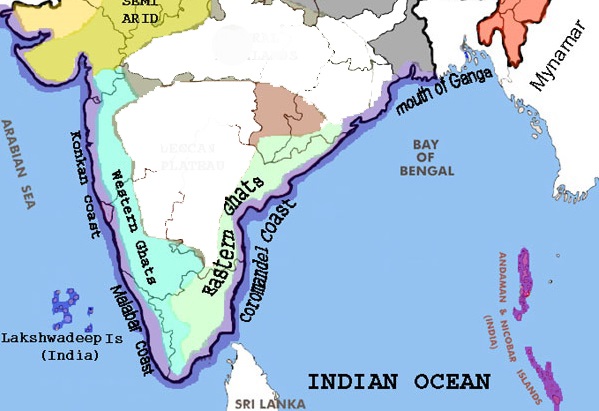 SEMI
ARID
Mynamar
mouth of Ganga
ARABIAN SEA
Konkan coast
BAY
OF
BENGAL
DECCAN
PLATEAU
Western Ghats
Eastern Ghats
Coromandel Coast
Malabar coast
Lakshwadeep Is
(India)
ANDAMAN & NICOBAR ISLANDS
(INDIA)
INDIAN OCEAN
SRI LANKA